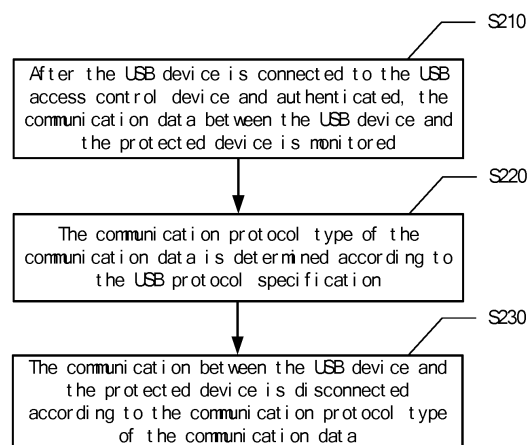 S210
After the USB device is connected to the USB
access control device and authenticated, the
communication data between the USB device and
the protected device is monitored
S220
The communication protocol type of the
communication data is determined according to
the USB protocol specification
S230
The communication between the USB device and
the protected device is disconnected
according to the communication protocol type
of the communication data